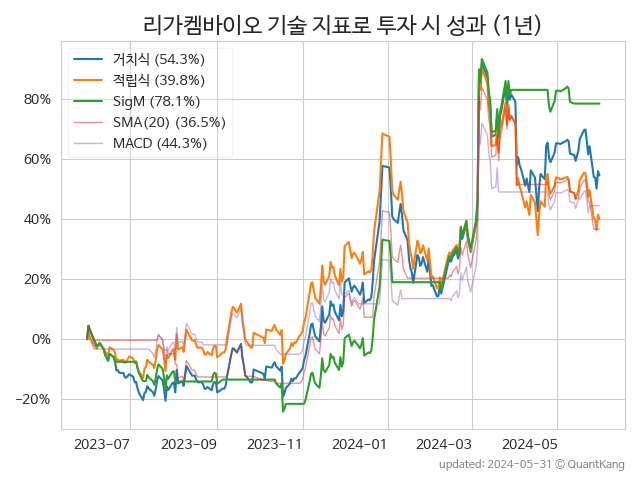 리가켐바이오 기술 지표로 투자 시 성과 (1년)
거치식 (54.3%)
적립식 (39.8%)
SigM (78.1%)
SMA(20) (36.5%)
MACD (44.3%)
80%
60%
40%
20%
0%
−20%
2023-07 2023-09 2023-11 2024-01 2024-03 2024-05
updated: 2024-05-31 © QuantKang